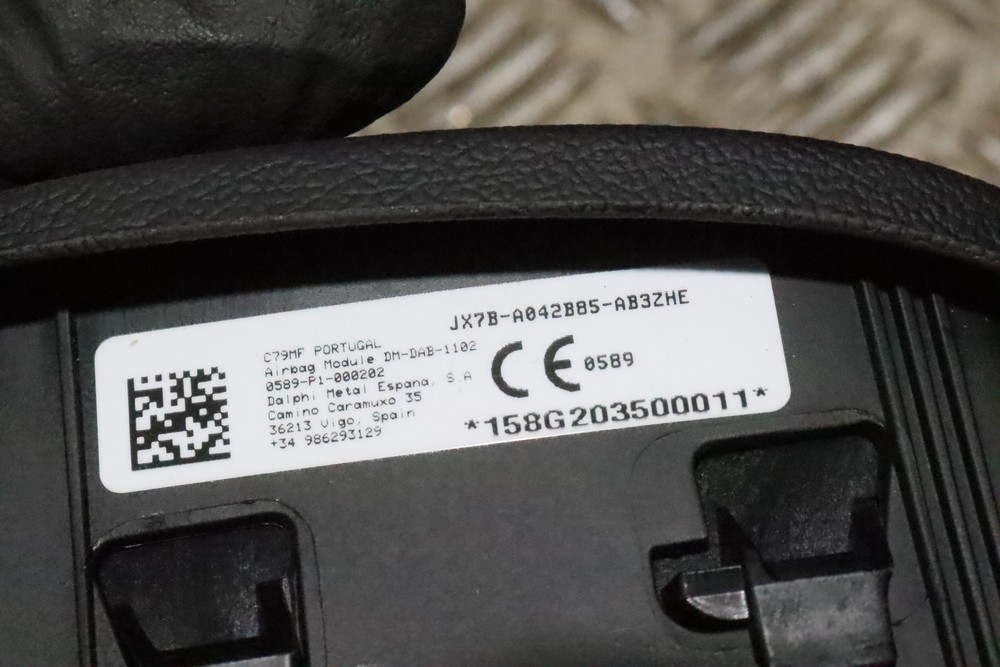 JX7B-A042B85-AB3ZHE
C79MF PORTUGAL
Airbag Module DM-DAB-1102
0589-P1-000202
Dalphi Metal Espana, S A
Camino Caramuxo 35
36213 Vigo, Spain
+34 986293129
CE 0589
*158G203500011*